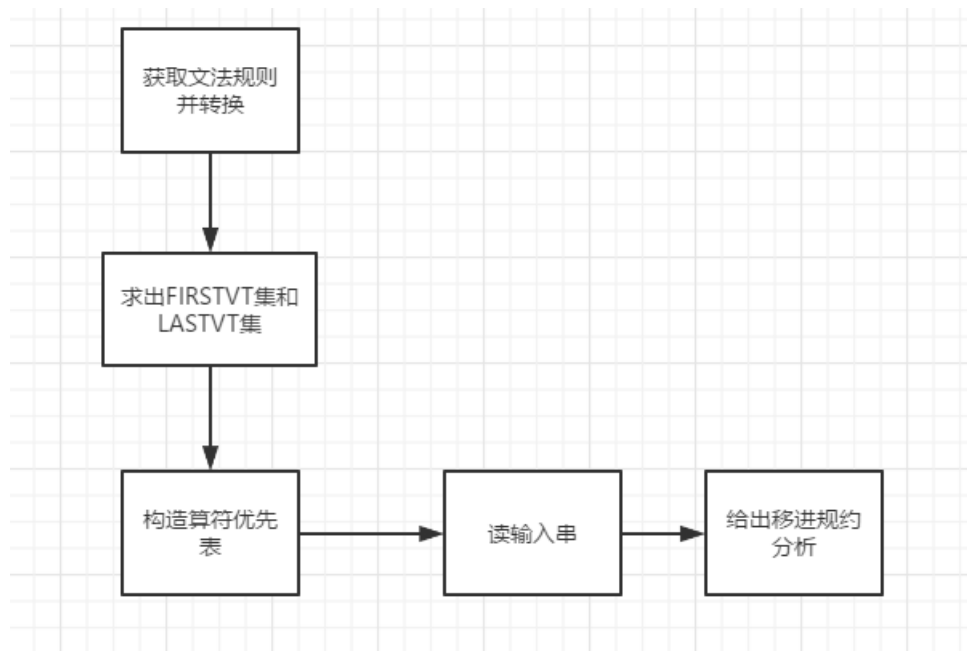 获取文法规则
并转换
求出FIRSTVT集和
LASTVT集
构造算符优先
表
读输入串
给出移进规约
分析